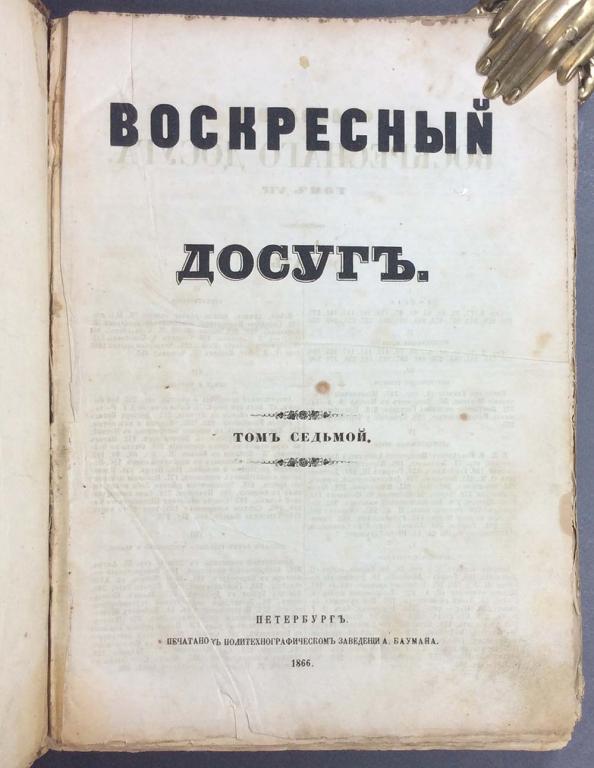 ВОСКРЕСНЫЙ
ДОСУГЪ.
ТОМЪ СЕДЬМОЙ.
ПЕТЕРБУРГЪ.
ПЕЧАТАНО ВЪ ПОЛИТЕХНОГРАФИЧЕСКОМЪ ЗАВЕДЕНІИ А. БАУМАНА.
1866.